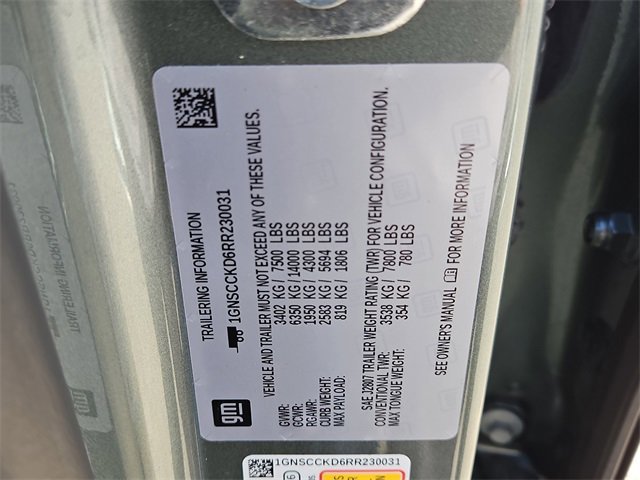 TRAILERING INFORMATION
1GNSCCKD6RR230031
VEHICLE AND TRAILER MUST NOT EXCEED ANY OF THESE VALUES.
GVWR: 3402 KG / 7500 LBS
GCWR: 6350 KG / 14000 LBS
RGAWR: 1950 KG / 4300 LBS
CURB WEIGHT: 2583 KG / 5694 LBS
MAX PAYLOAD: 819 KG / 1806 LBS
SAE J2807 TRAILER WEIGHT RATING (TWR) FOR VEHICLE CONFIGURATION.
CONVENTIONAL TWR: 3538 KG / 7800 LBS
MAX TONGUE WEIGHT: 354 KG / 780 LBS
SEE OWNER'S MANUAL FOR MORE INFORMATION
gm
1GNSCCKD6RR230031